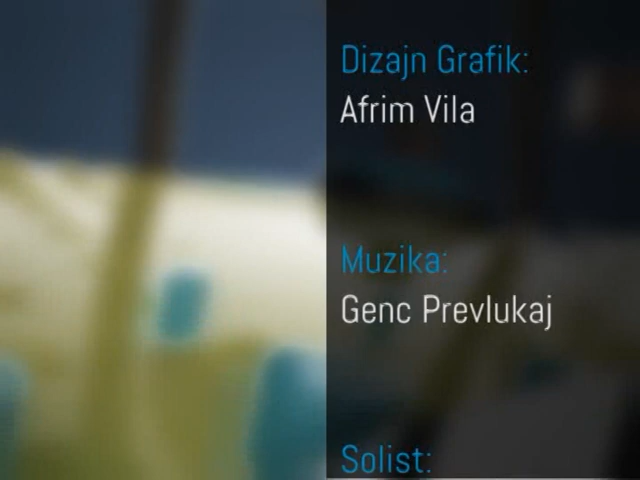 Dizajn Grafik:
Afrim Vila
Muzika:
Genc Prevlukaj
Solist: